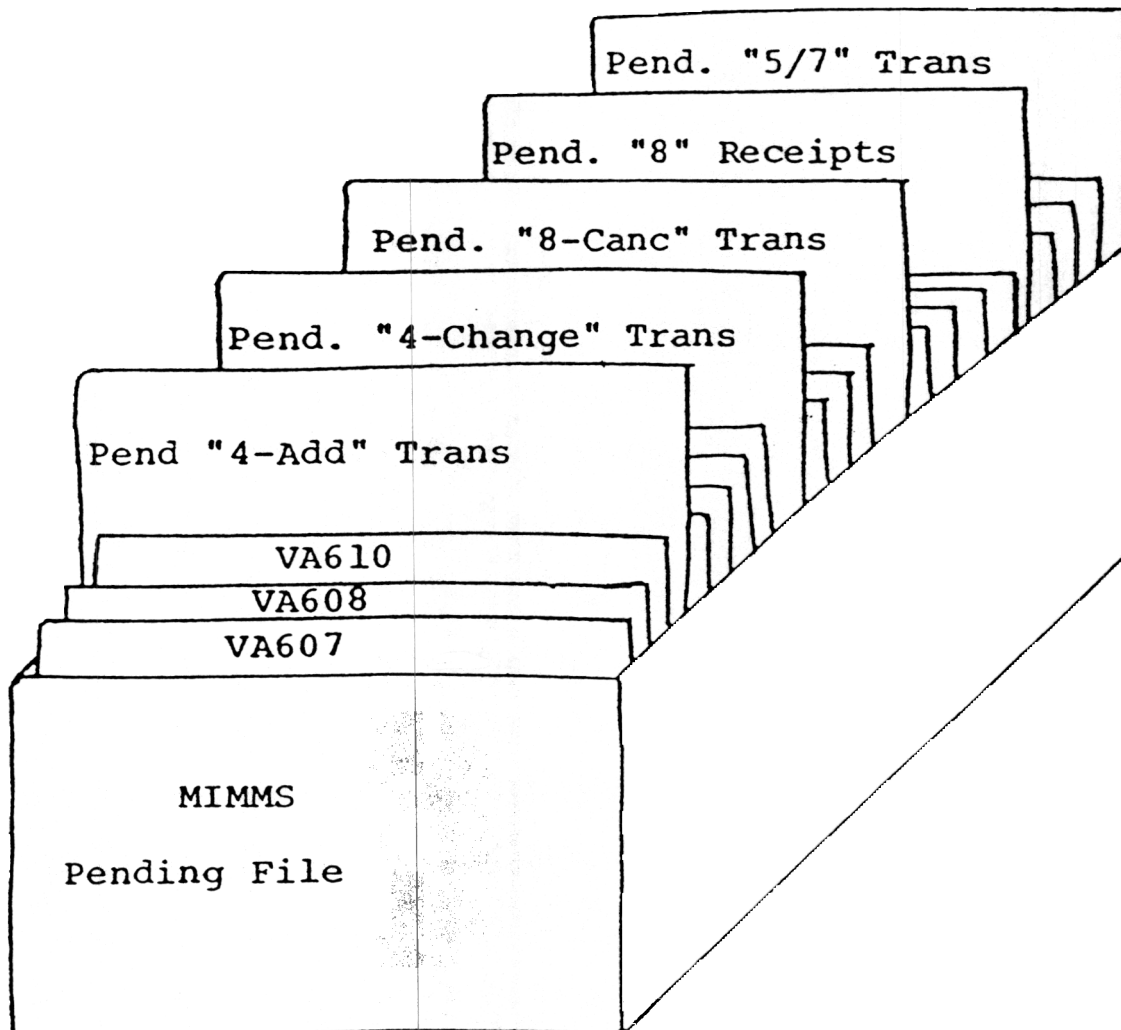 Pend. "5/7" Trans
Pend. "8" Receipts
Pend. "8-Canc" Trans
Pend. "4-Change" Trans
Pend "4-Add" Trans
VA610
VA608
VA607
MIMMS
Pending File